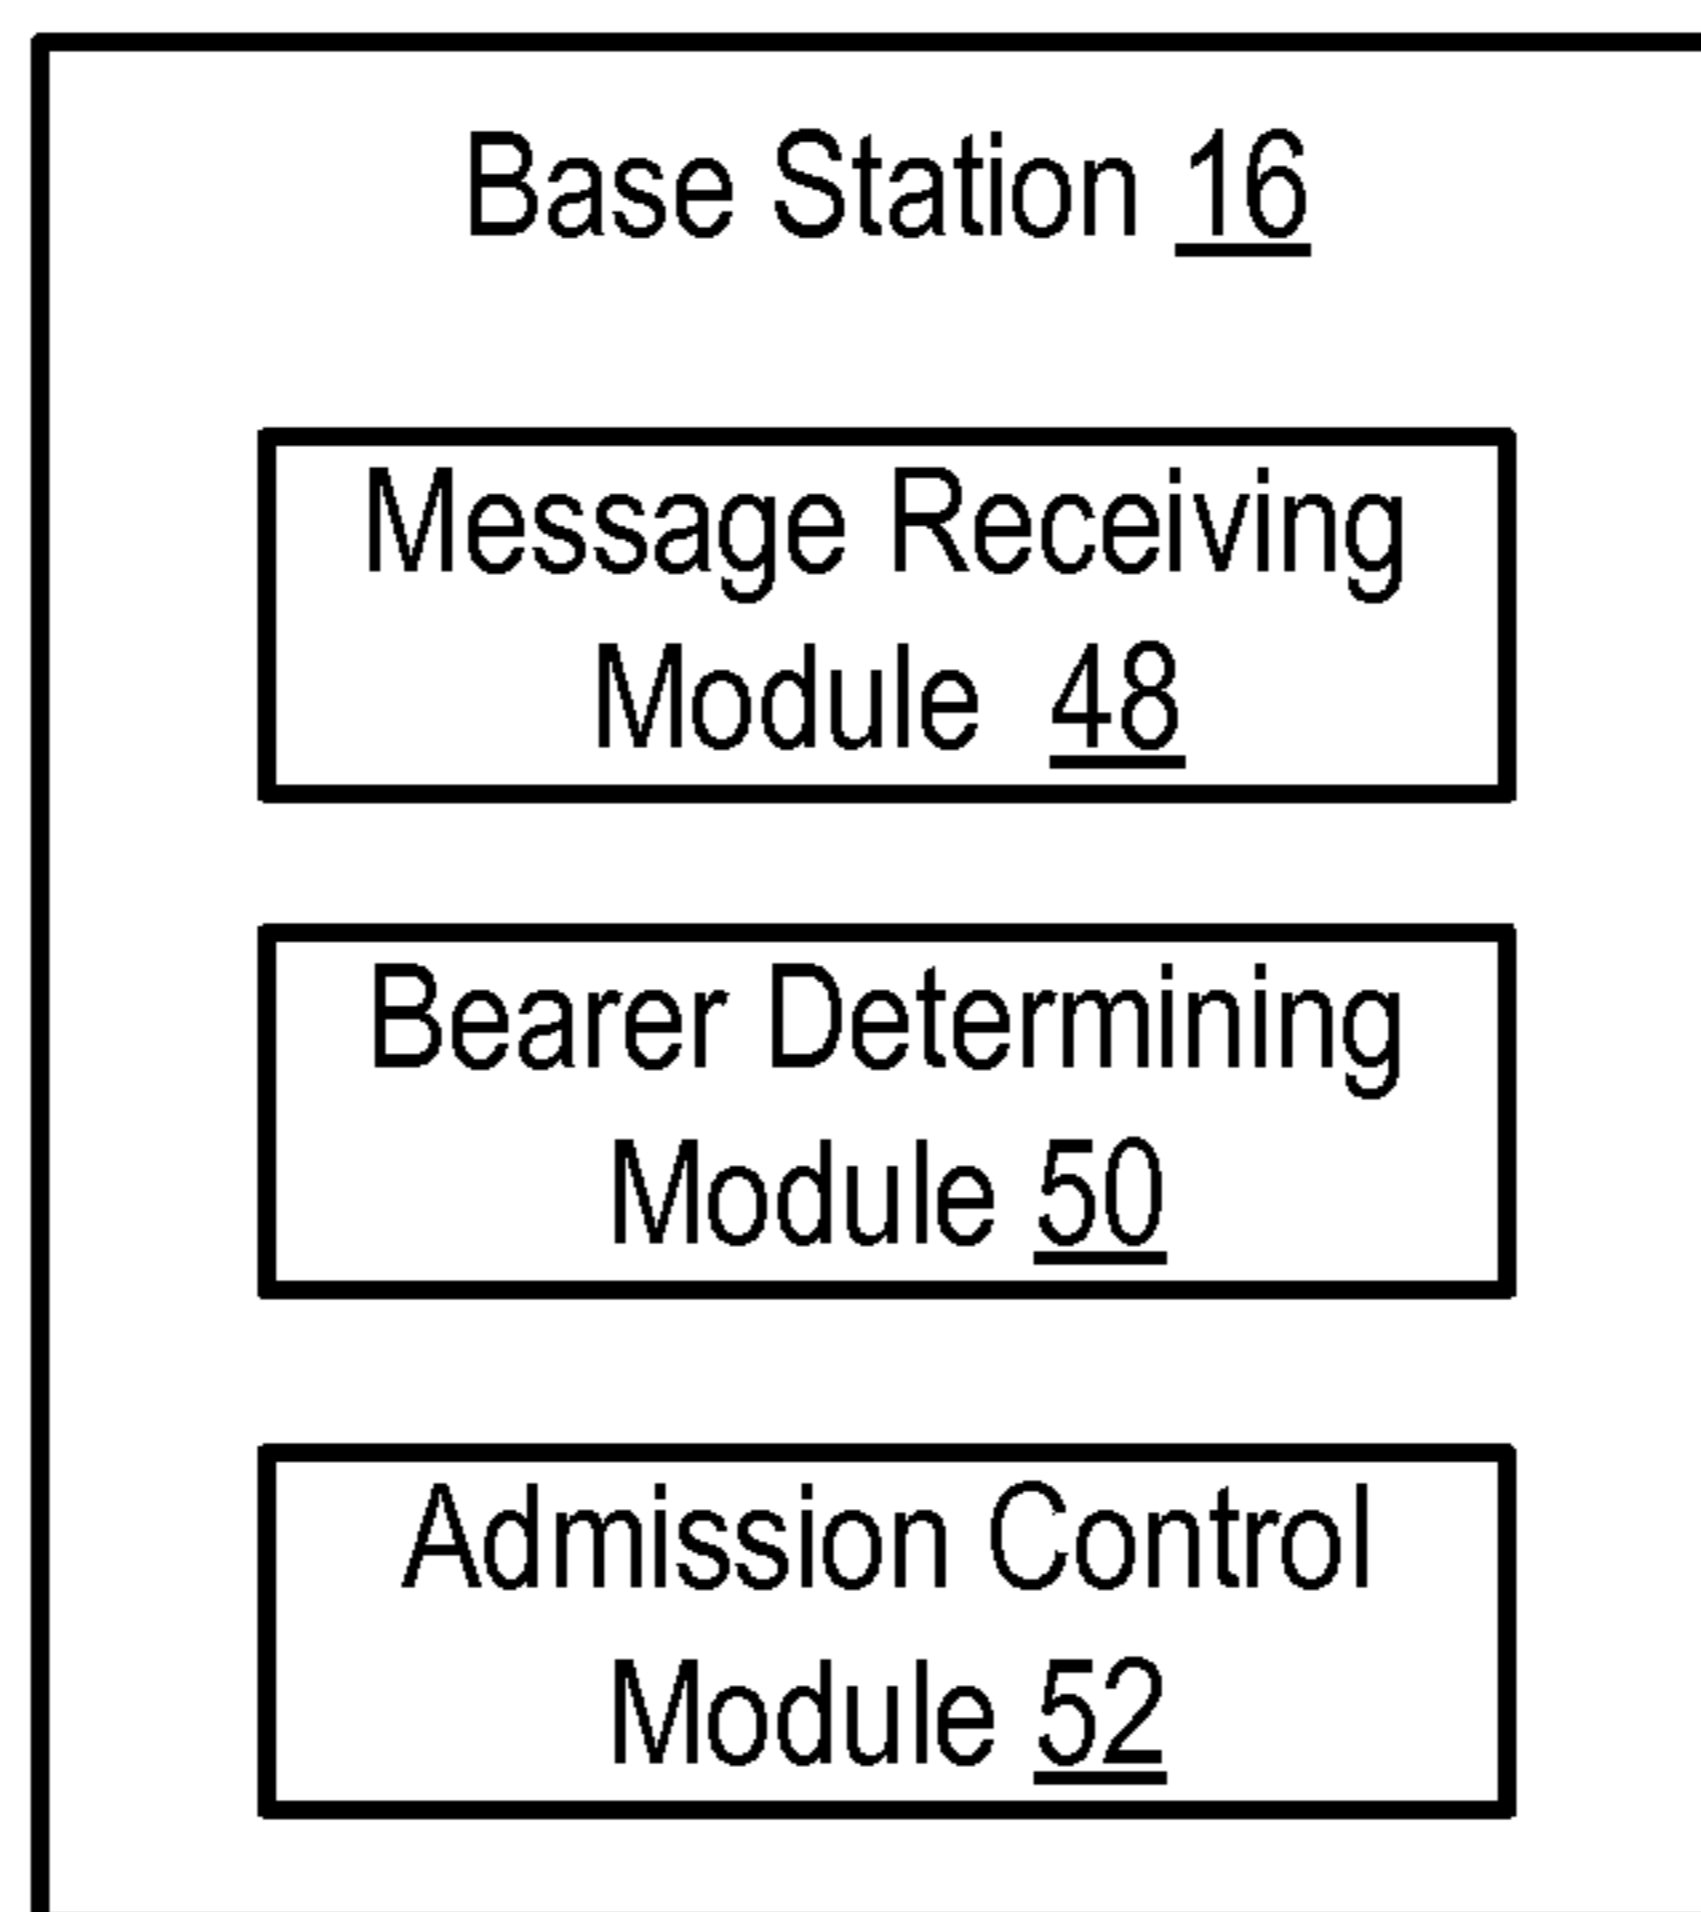 Base Station 16
Message Receiving
Module 48
Bearer Determining
Module 50
Admission Control
Module 52